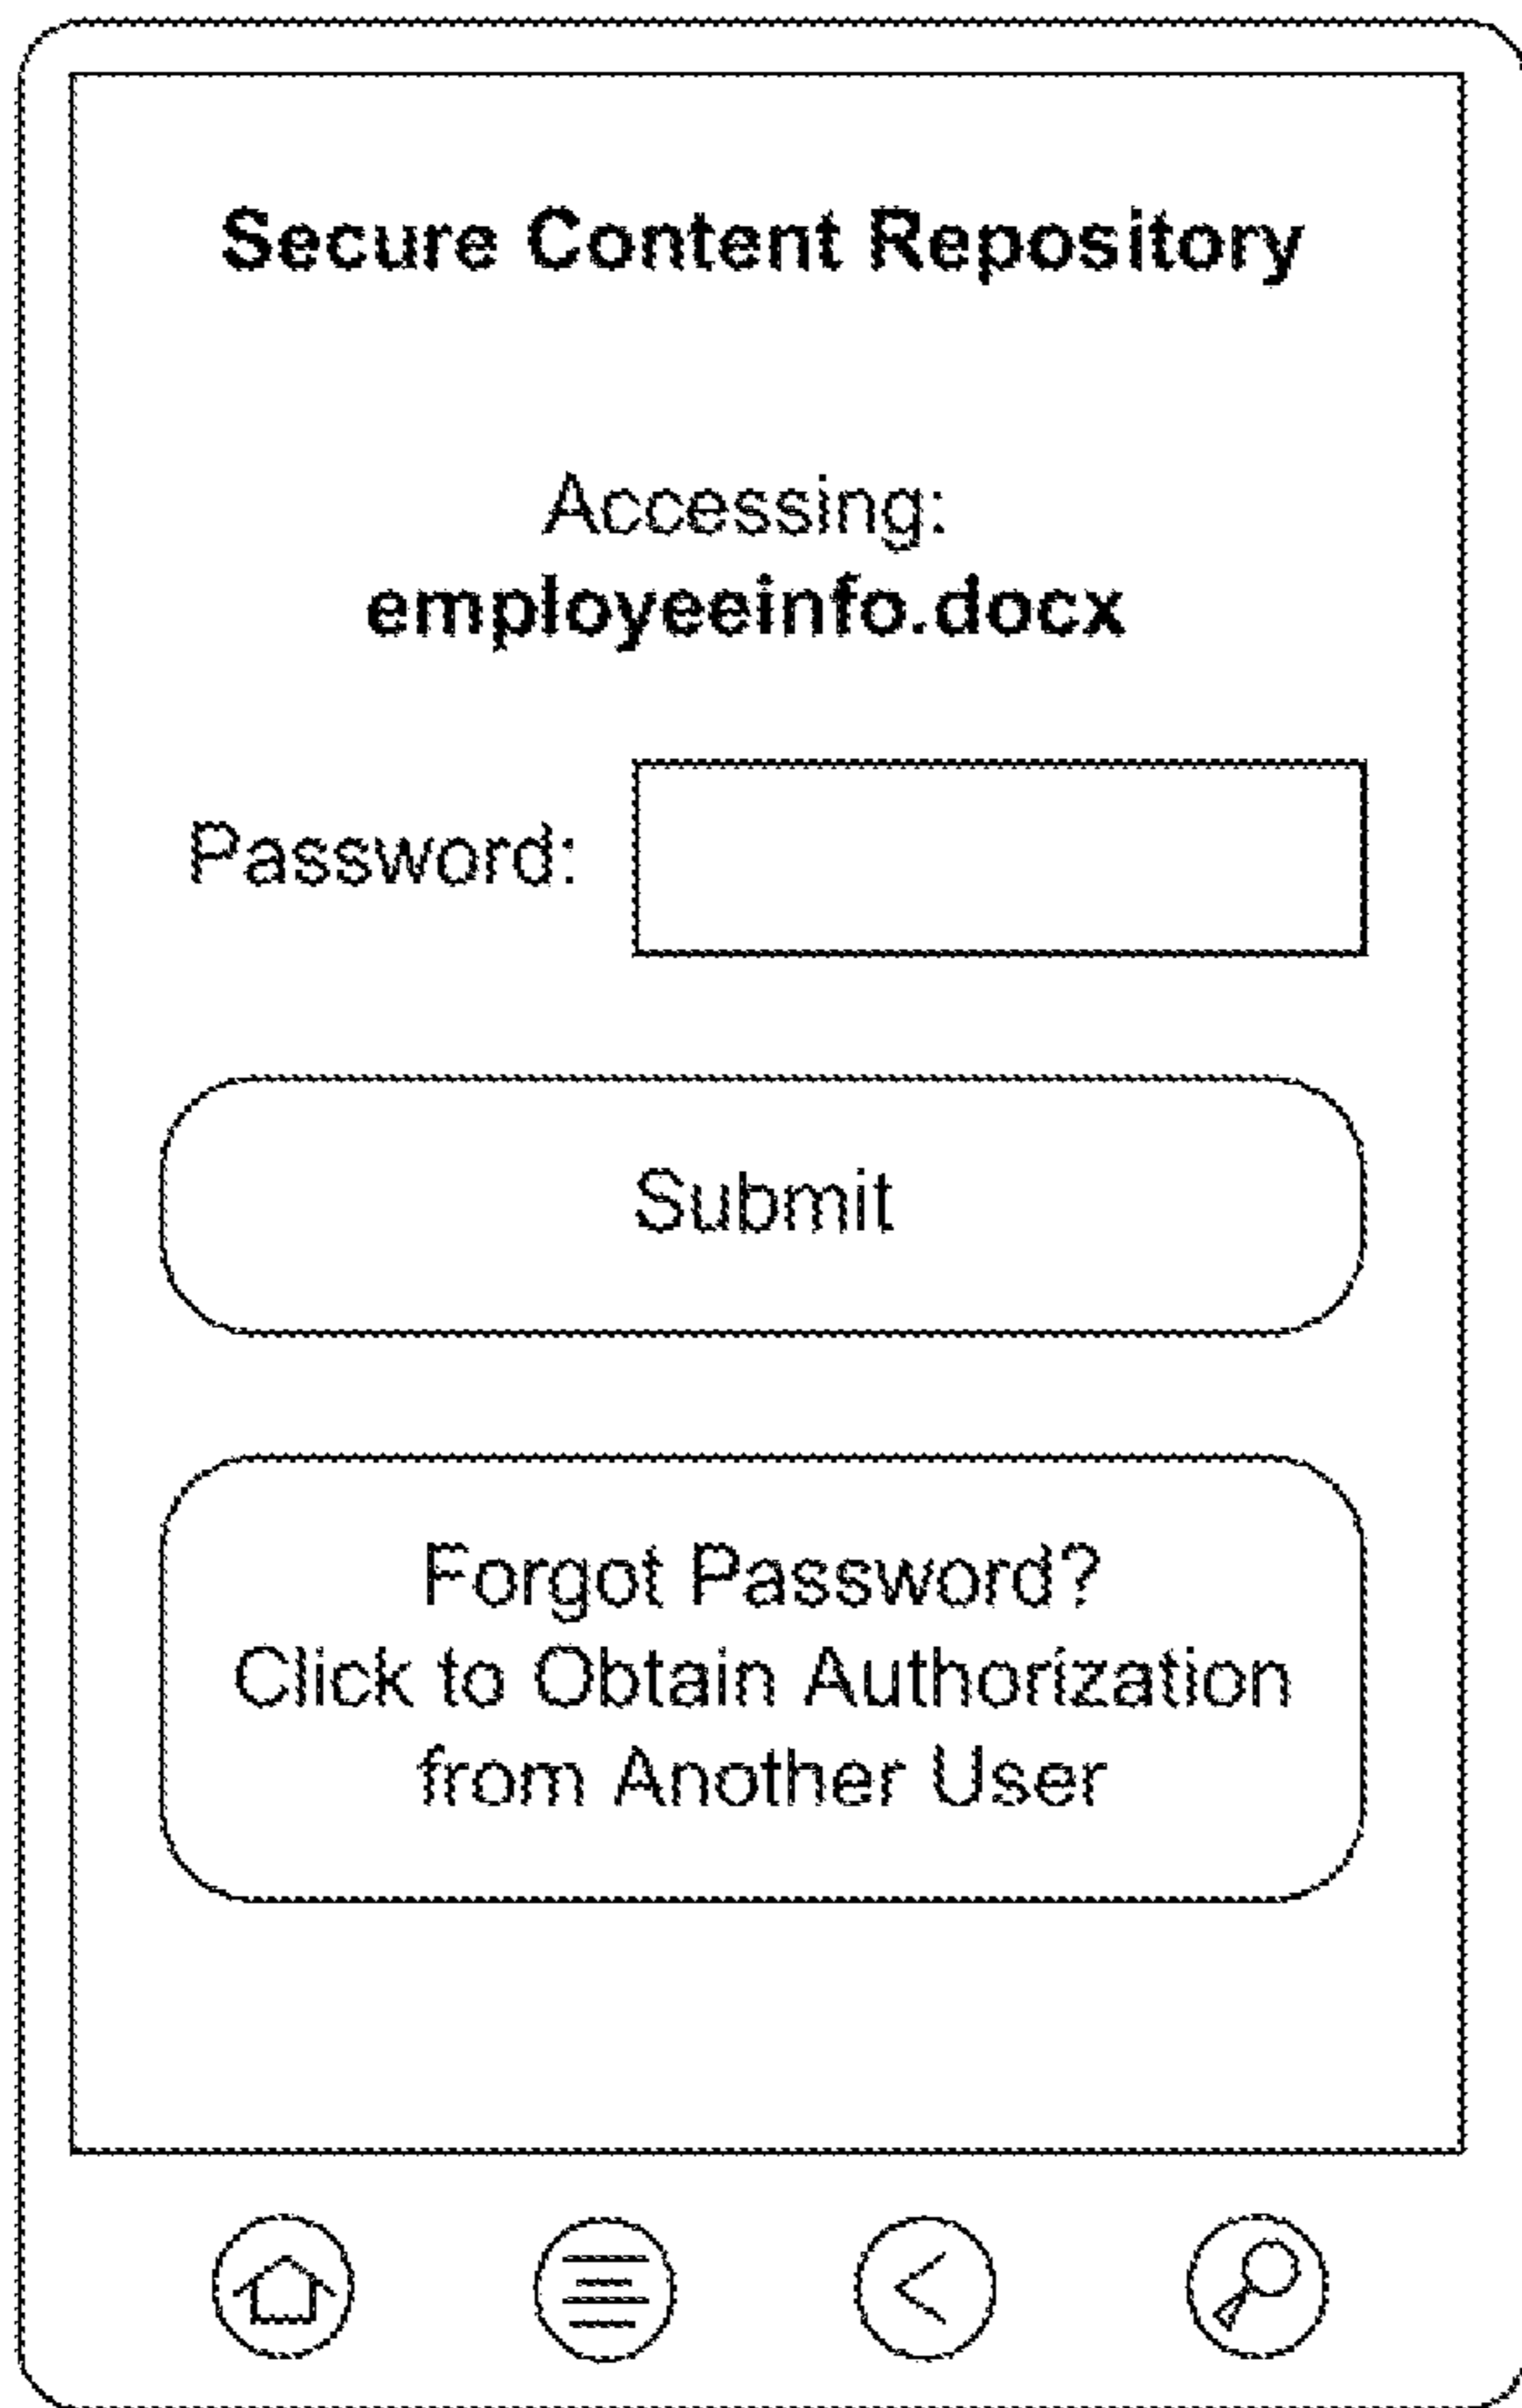 Secure Content Repository
Accessing:
employeeinfo.docx
Password:
Submit
Forgot Password?
Click to Obtain Authorization
from Another User